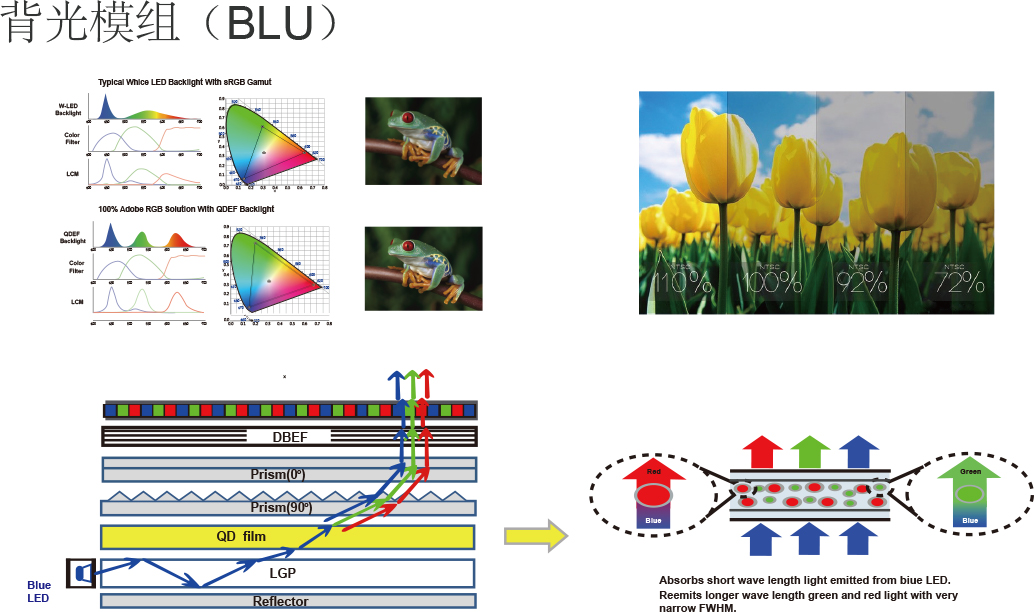 背光模组（BLU）
Typical Whice LED Backlight With sRGB Gamut
W-LED
Backlight
Color
Filter
LCM
100% Adobe RGB Solution With QDEF Backlight
QDEF
Backlight
Color
Filter
LCM
NTSC NTSC NTSC NTSC
110% 100% 92% 72%
x
DBEF
Prism(0º)
Prism(90º)
QD film
LGP
Blue
LED
Reflector
Red
Blue
Green
Blue
Absorbs short wave length light emitted from biue LED.
Reemits longer wave length green and red light with very
narrow FWHM.